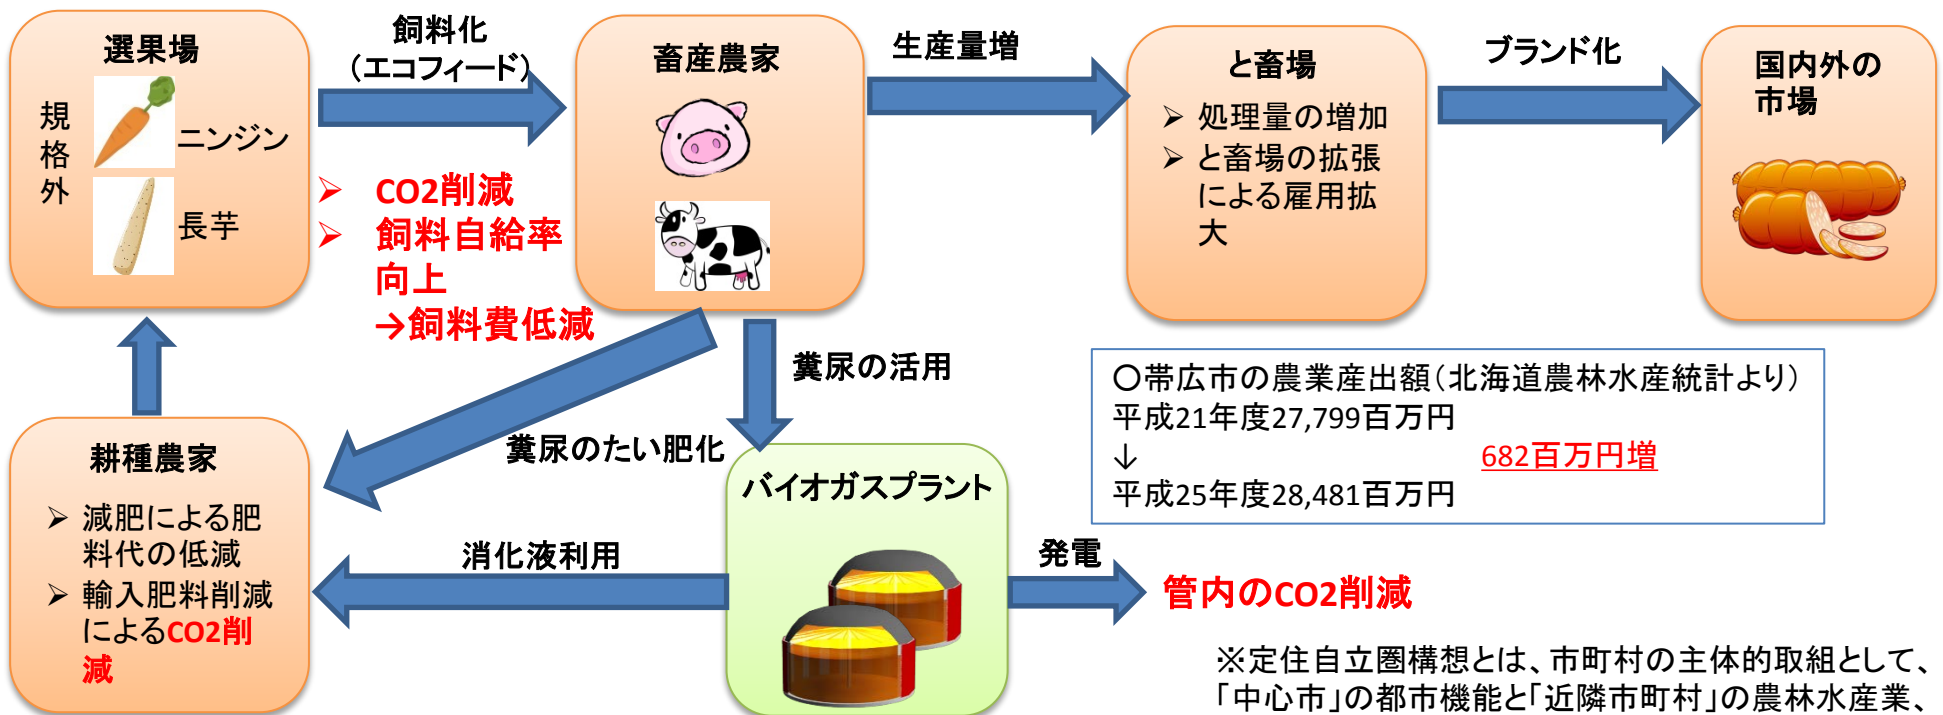 選果場
規
格
外
ニンジン
長芋
飼料化
（エコフィード）
➢ CO2削減
➢ 飼料自給率
向上
→飼料費低減
畜産農家
生産量増
と畜場
➢ 処理量の増加
➢ と畜場の拡張
による雇用拡
大
ブランド化
国内外の
市場
糞尿の活用
糞尿のたい肥化
〇帯広市の農業産出額（北海道農林水産統計より）
平成21年度27,799百万円
↓ 682百万円増
平成25年度28,481百万円
耕種農家
➢ 減肥による肥
料代の低減
➢ 輸入肥料削減
によるCO2削
減
消化液利用
バイオガスプラント
発電
管内のCO2削減
※定住自立圏構想とは、市町村の主体的取組として、
「中心市」の都市機能と「近隣市町村」の農林水産業、